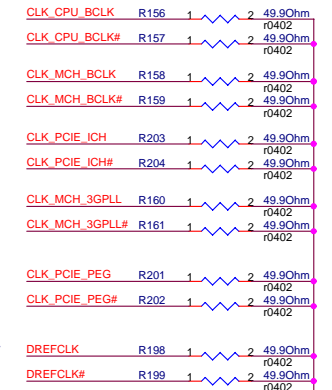 CLK_CPU_BCLK R156 1 2 49.9Ohm
r0402
CLK_CPU_BCLK# R157 1 2 49.9Ohm
r0402
CLK_MCH_BCLK R158 1 2 49.9Ohm
r0402
CLK_MCH_BCLK# R159 1 2 49.9Ohm
r0402
CLK_PCIE_ICH R203 1 2 49.9Ohm
r0402
CLK_PCIE_ICH# R204 1 2 49.9Ohm
r0402
CLK_MCH_3GPLL R160 1 2 49.9Ohm
r0402
CLK_MCH_3GPLL# R161 1 2 49.9Ohm
r0402
CLK_PCIE_PEG R201 1 2 49.9Ohm
r0402
CLK_PCIE_PEG# R202 1 2 49.9Ohm
r0402
DREFCLK R198 1 2 49.9Ohm
r0402
DREFCLK# R199 1 2 49.9Ohm
r0402